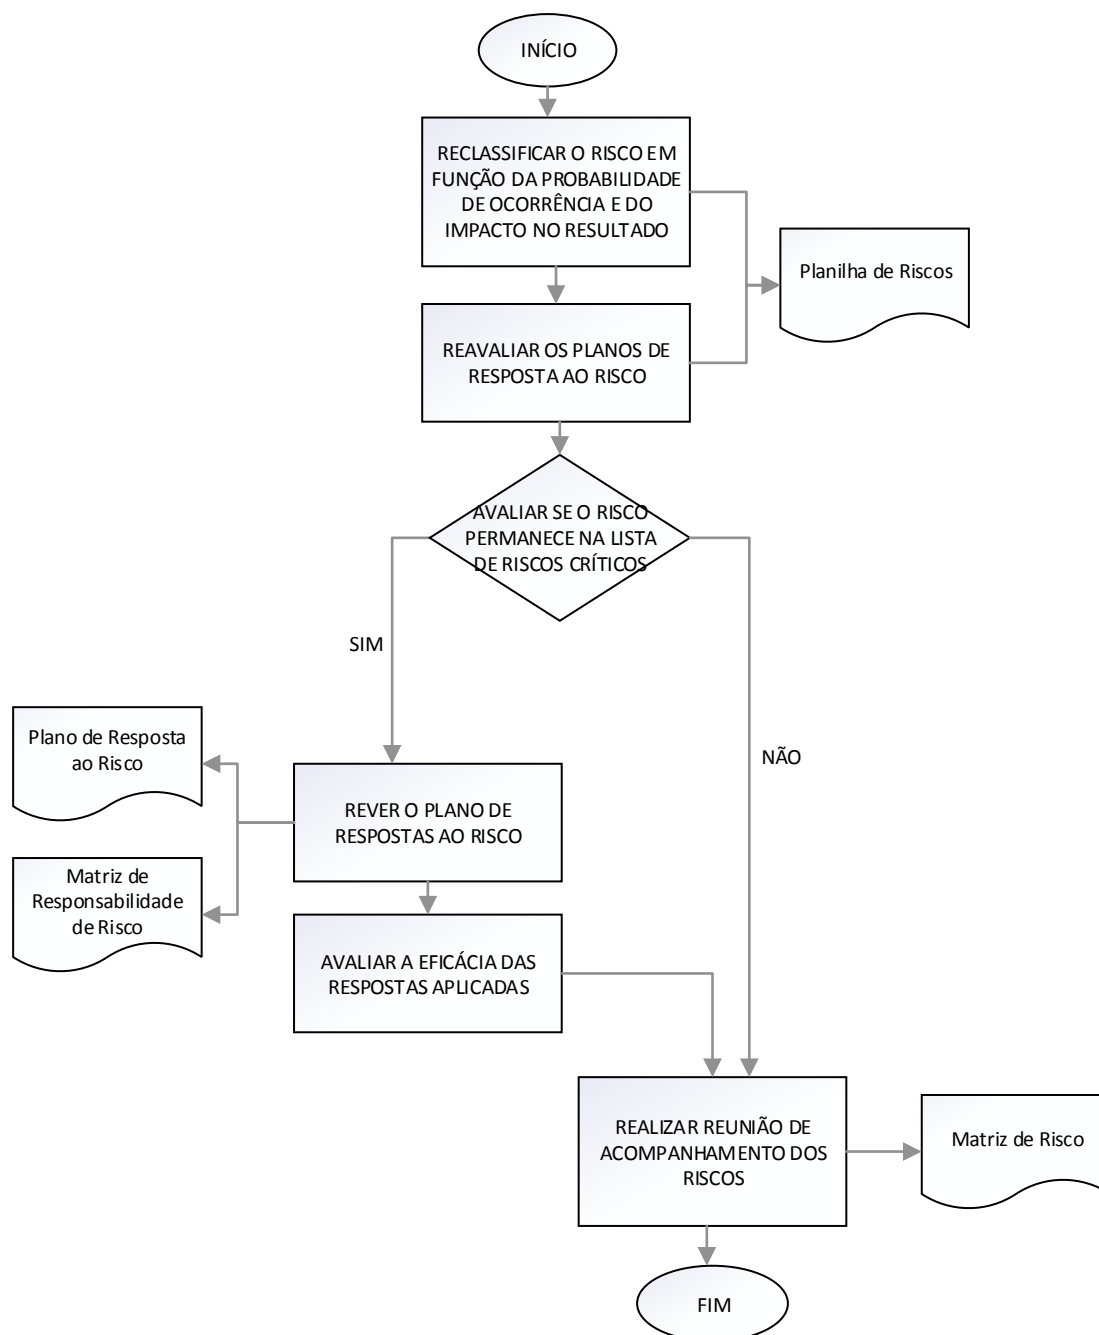 INÍCIO
RECLASSIFICAR O RISCO EM
FUNÇÃO DA PROBABILIDADE
DE OCORRÊNCIA E DO
IMPACTO NO RESULTADO
Planilha de Riscos
REAVALIAR OS PLANOS DE
RESPOSTA AO RISCO
AVALIAR SE O RISCO
PERMANECE NA LISTA
DE RISCOS CRÍTICOS
SIM
NÃO
Plano de Resposta
ao Risco
REVER O PLANO DE
RESPOSTAS AO RISCO
Matriz de
Responsabilidade
de Risco
AVALIAR A EFICÁCIA DAS
RESPOSTAS APLICADAS
REALIZAR REUNIÃO DE
ACOMPANHAMENTO DOS
RISCOS
Matriz de Risco
FIM